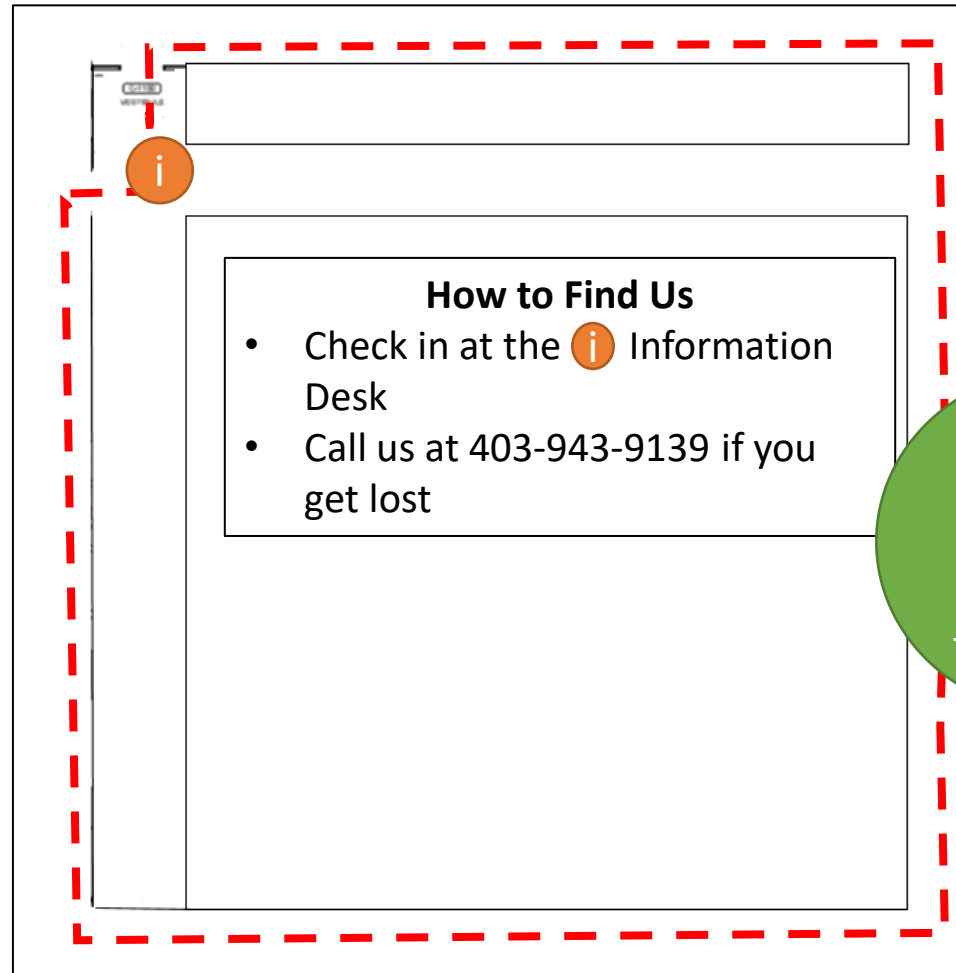 VESTIBULE
i
How to Find Us
• Check in at the i Information
Desk
• Call us at 403-943-9139 if you
get lost